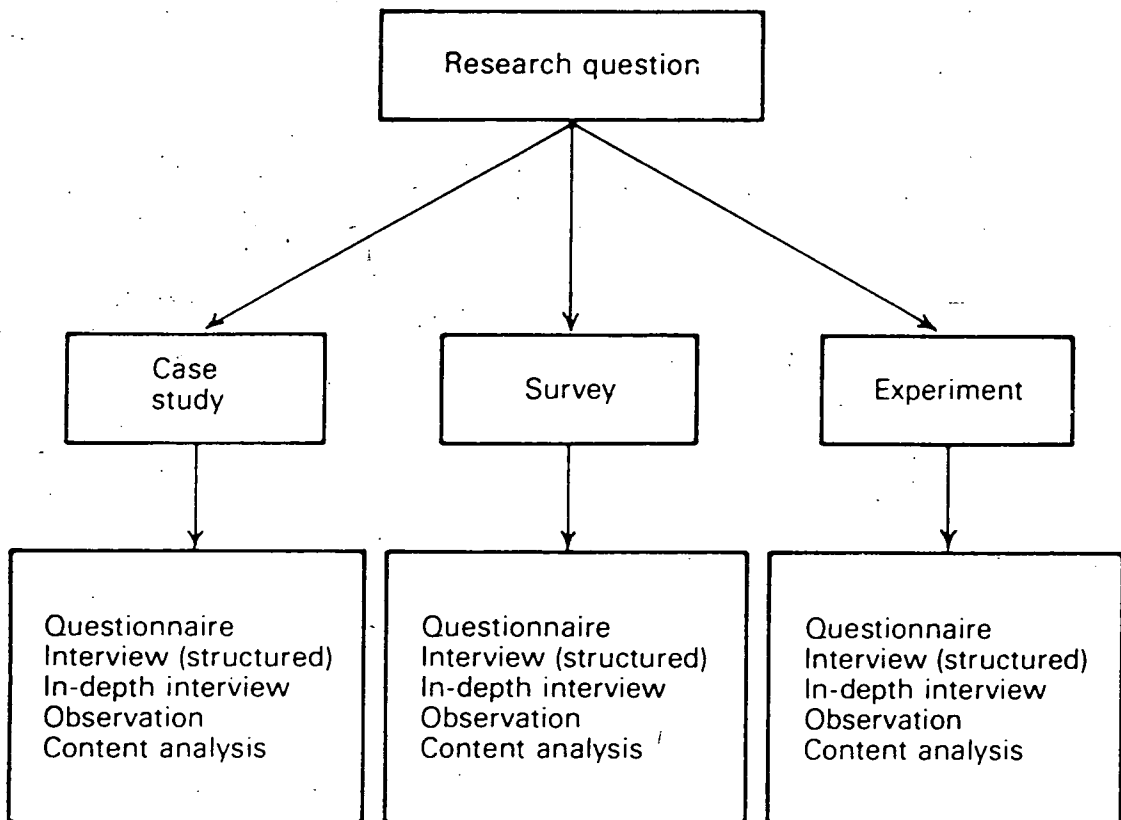 Research question
Case
study
Survey
Experiment
Questionnaire
Interview (structured)
In-depth interview
Observation
Content analysis
Questionnaire
Interview (structured)
In-depth interview
Observation
Content analysis
Questionnaire
Interview (structured)
In-depth interview
Observation
Content analysis